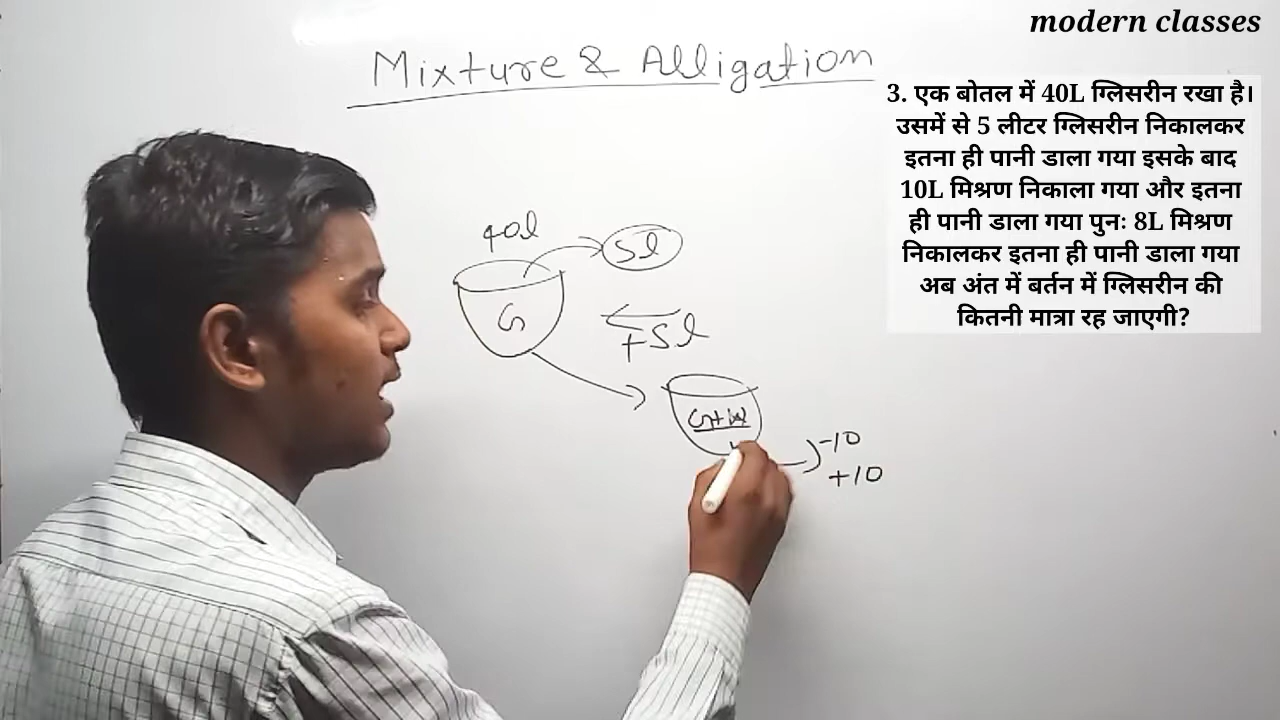 modern classes
Mixture & Alligation
3. एक बोतल में 40L ग्लिसरीन रखा है।
उसमें से 5 लीटर ग्लिसरीन निकालकर
इतना ही पानी डाला गया इसके बाद
10L मिश्रण निकाला गया और इतना
ही पानी डाला गया पुनः 8L मिश्रण
निकालकर इतना ही पानी डाला गया
अब अंत में बर्तन में ग्लिसरीन की
कितनी मात्रा रह जाएगी?
40l
5l
G
+5l
G+W
-10
+10